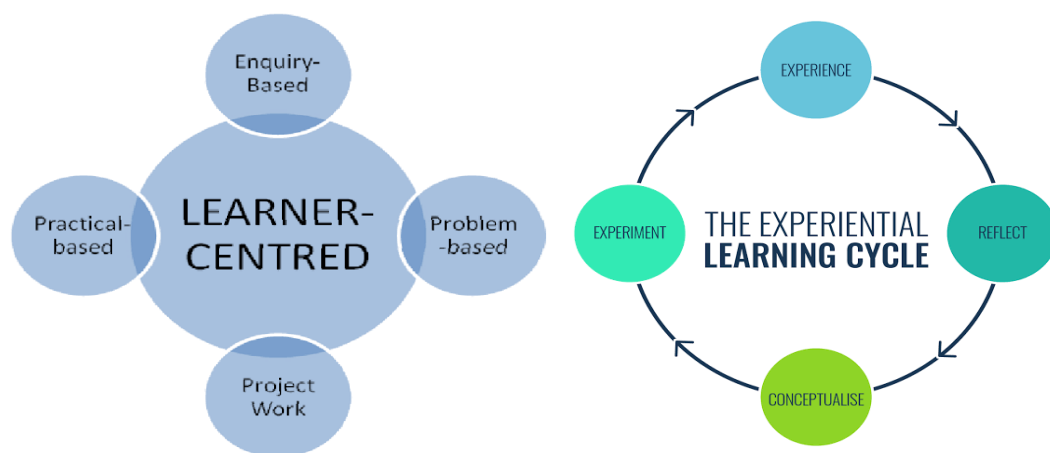 Enquiry-
Based
Practical-
based
LEARNER-
CENTRED
Problem
-based
Project
Work
EXPERIENCE
EXPERIMENT
THE EXPERIENTIAL
LEARNING CYCLE
REFLECT
CONCEPTUALISE